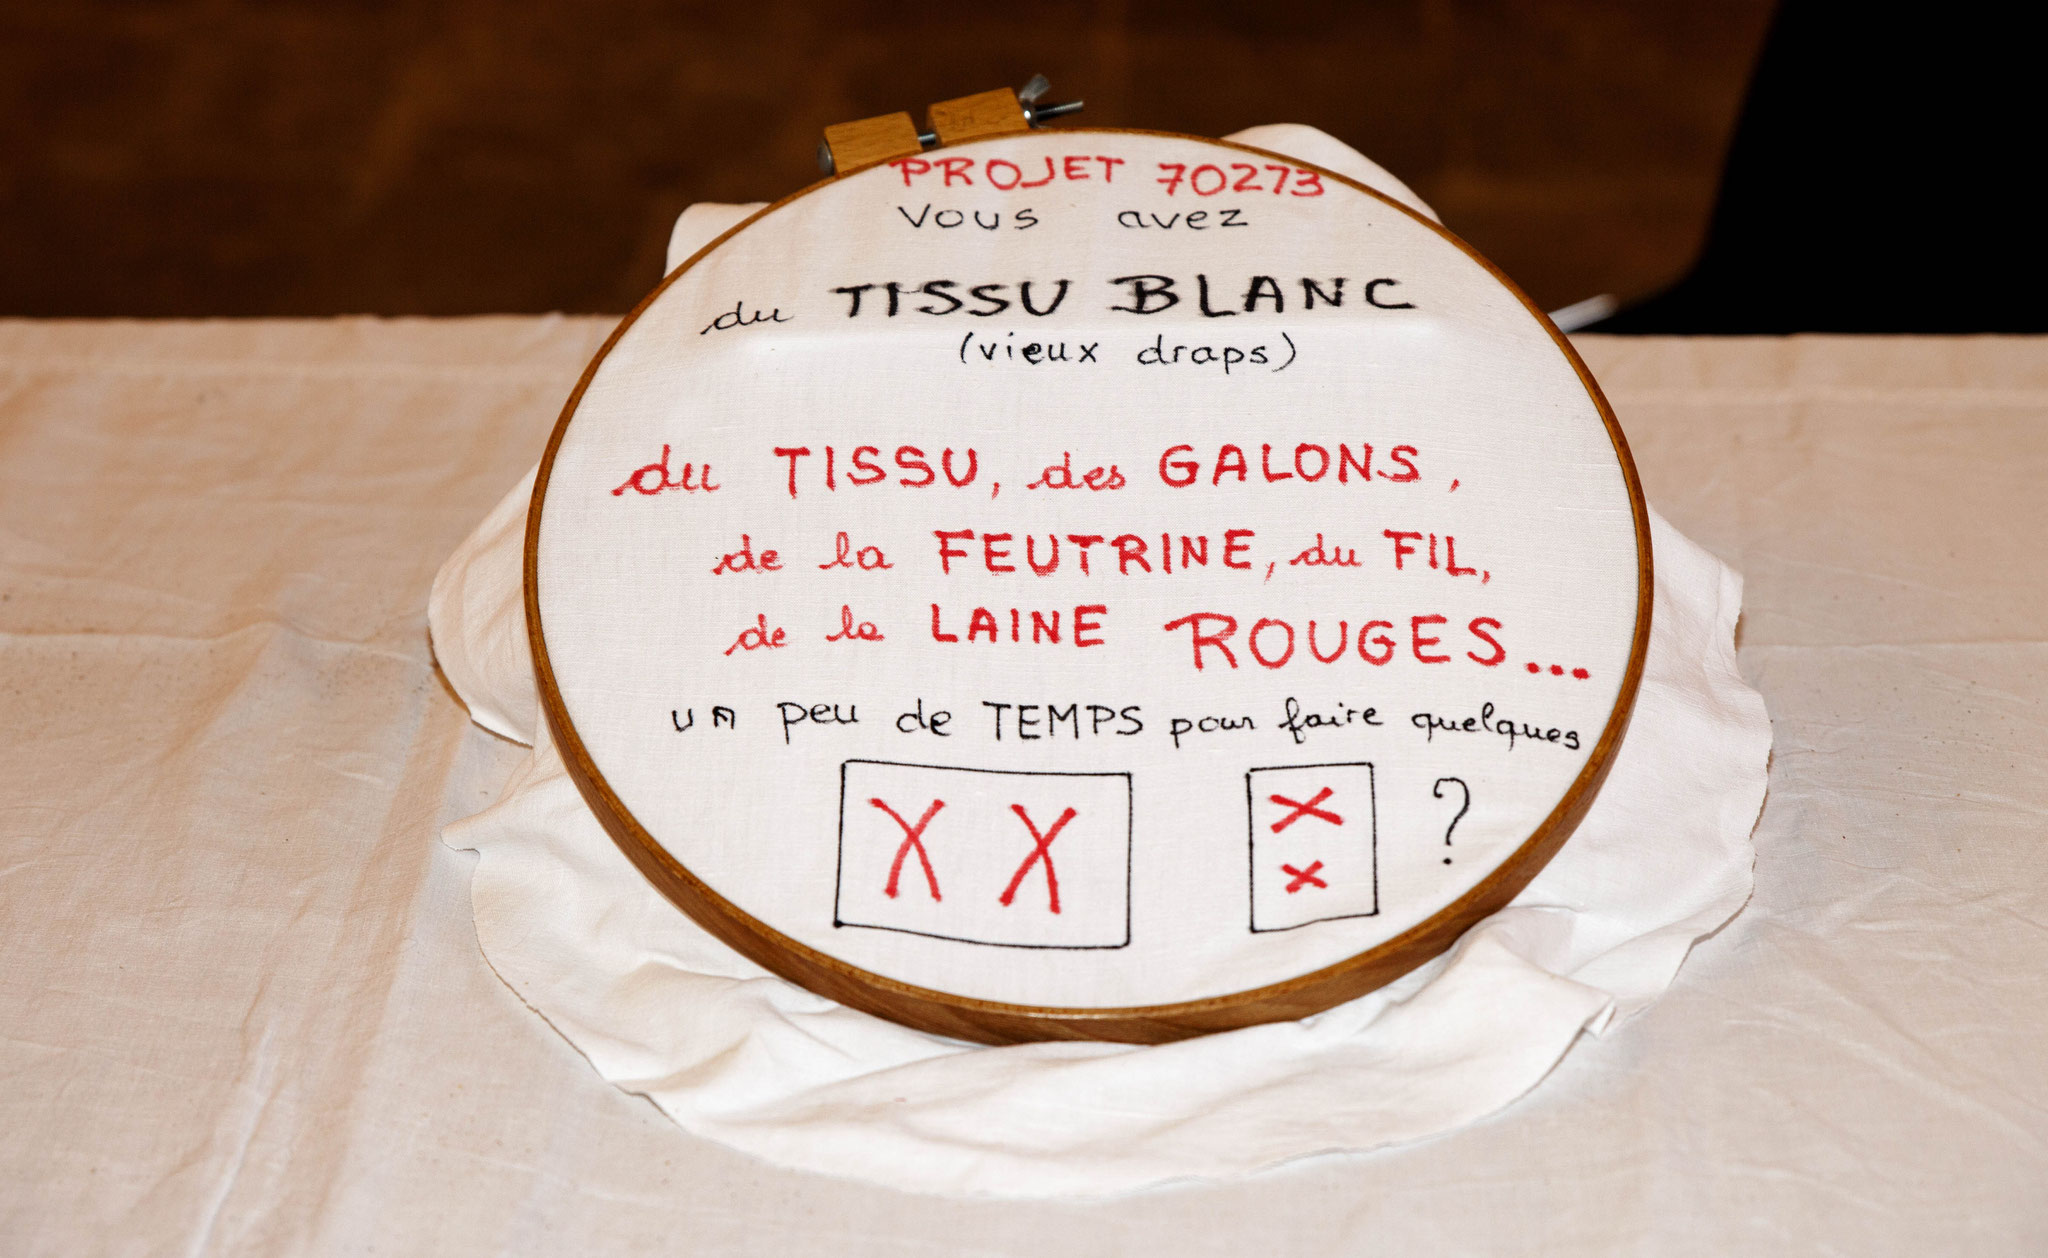 PROJET 70273
Vous avez
du TISSU BLANC
(vieux draps)
du TISSU, des GALONS,
de la FEUTRINE, du FIL,
de la LAINE ROUGES...
un peu de TEMPS pour faire quelques
X X X X ?